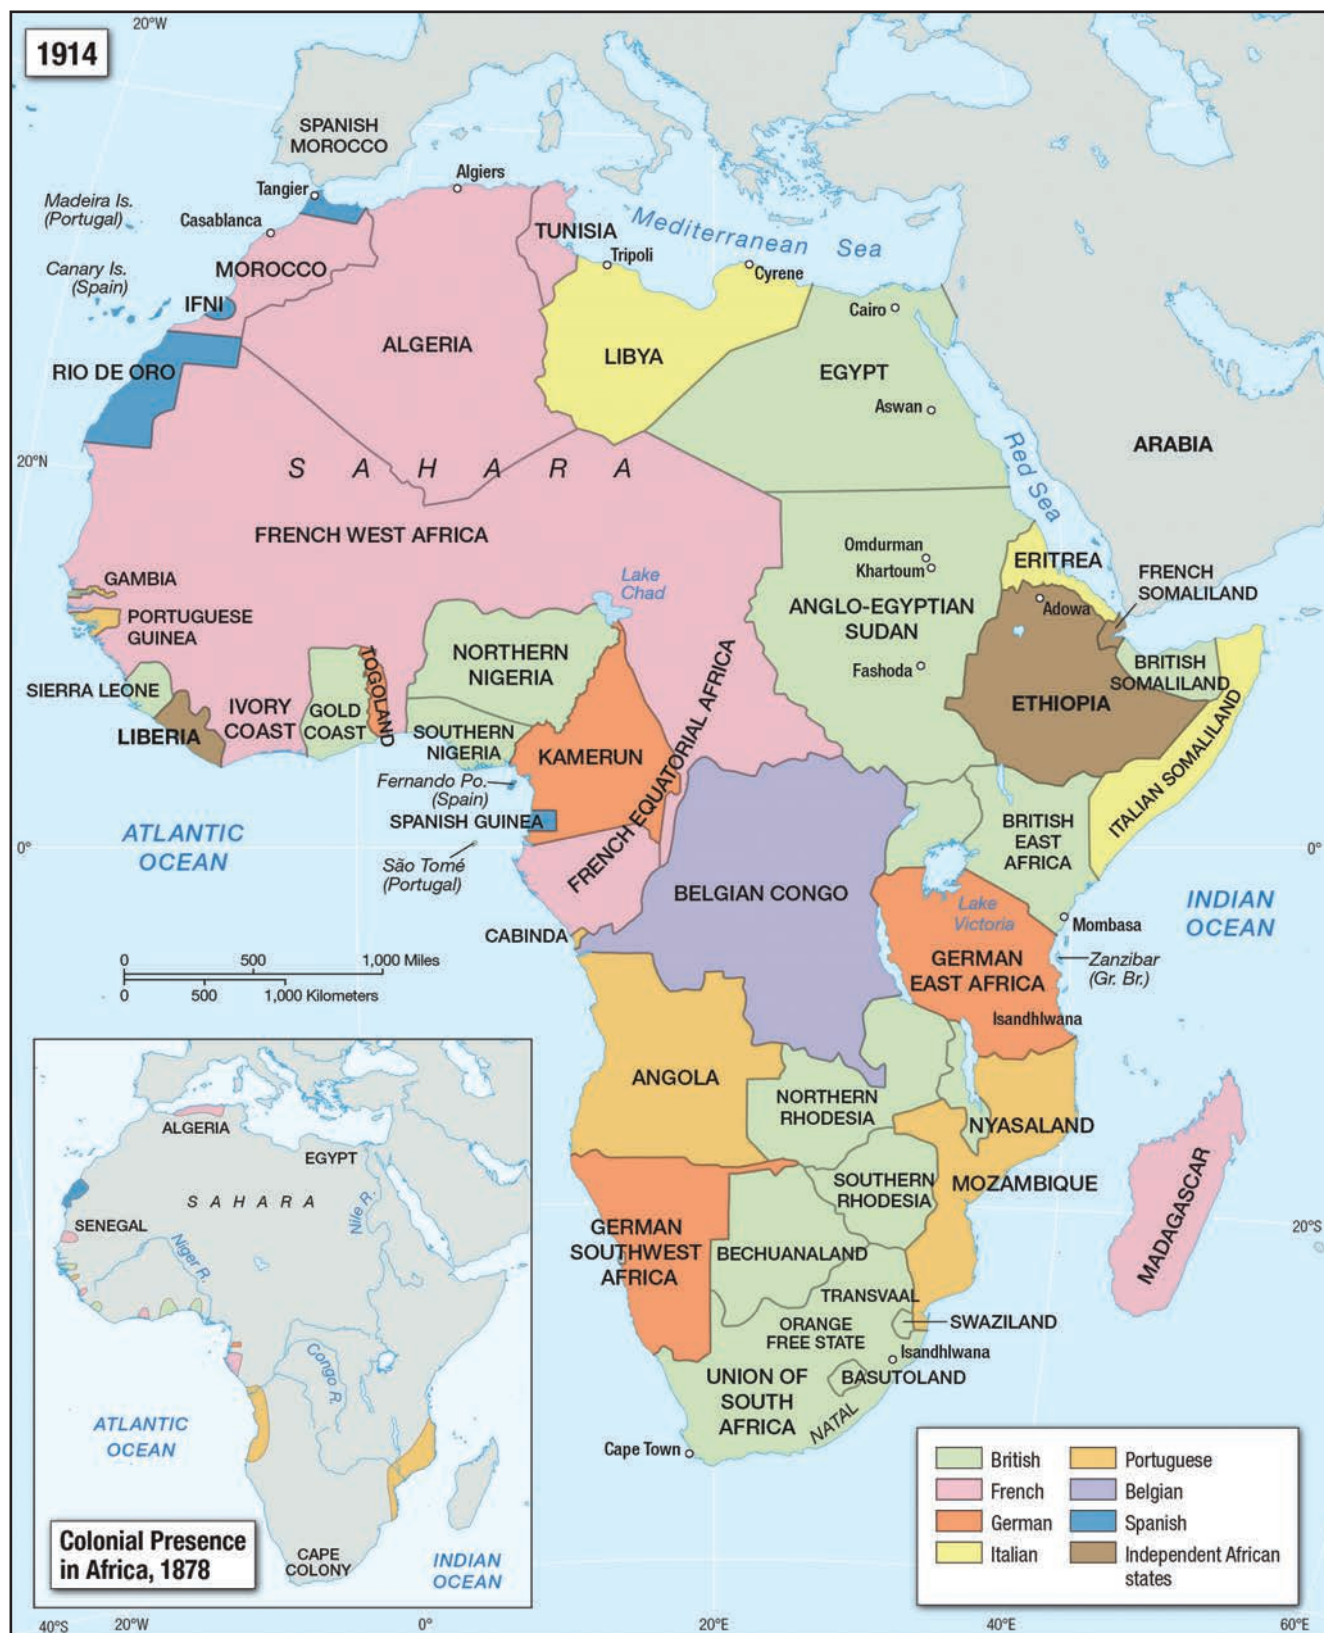 1914
20°W
SPANISH
MOROCCO
Tangier
Algiers
Madeira Is.
(Portugal)
Casablanca
TUNISIA
Mediterranean Sea
Tripoli
Cyrene
Canary Is.
(Spain)
MOROCCO
IFNI
Cairo
ALGERIA
LIBYA
EGYPT
RIO DE ORO
Aswan
ARABIA
Red Sea
20°N
SAHARA
FRENCH WEST AFRICA
Omdurman
Khartoum
ERITREA
FRENCH
SOMALILAND
GAMBIA
Lake
Chad
Adowa
ANGLO-EGYPTIAN
SUDAN
PORTUGUESE
GUINEA
NORTHERN
NIGERIA
TOGOLAND
Fashoda
BRITISH
SOMALILAND
SIERRA LEONE
IVORY
COAST
GOLD
COAST
ETHIOPIA
LIBERIA
SOUTHERN
NIGERIA
KAMERUN
FRENCH EQUATORIAL AFRICA
ITALIAN SOMALILAND
Fernando Po.
(Spain)
SPANISH GUINEA
ATLANTIC
OCEAN
BRITISH
EAST
AFRICA
0°
0°
São Tomé
(Portugal)
BELGIAN CONGO
Lake
Victoria
INDIAN
OCEAN
Mombasa
CABINDA
GERMAN
EAST AFRICA
Zanzibar
(Gr. Br.)
0 500 1,000 Miles
0 500 1,000 Kilometers
Isandhlwana
ANGOLA
NORTHERN
RHODESIA
NYASALAND
MOZAMBIQUE
SOUTHERN
RHODESIA
MADAGASCAR
20°S
GERMAN
SOUTHWEST
AFRICA
BECHUANALAND
TRANSVAAL
ORANGE
FREE STATE
SWAZILAND
Isandhlwana
BASUTOLAND
UNION OF
SOUTH
AFRICA
NATAL
Cape Town
ALGERIA
EGYPT
SAHARA
Nile R.
SENEGAL
Niger R.
Congo R.
ATLANTIC
OCEAN
CAPE
COLONY
INDIAN
OCEAN
Colonial Presence
in Africa, 1878
British
French
German
Italian
Portuguese
Belgian
Spanish
Independent African
states
40°S
20°W
0°
20°E
40°E
60°E